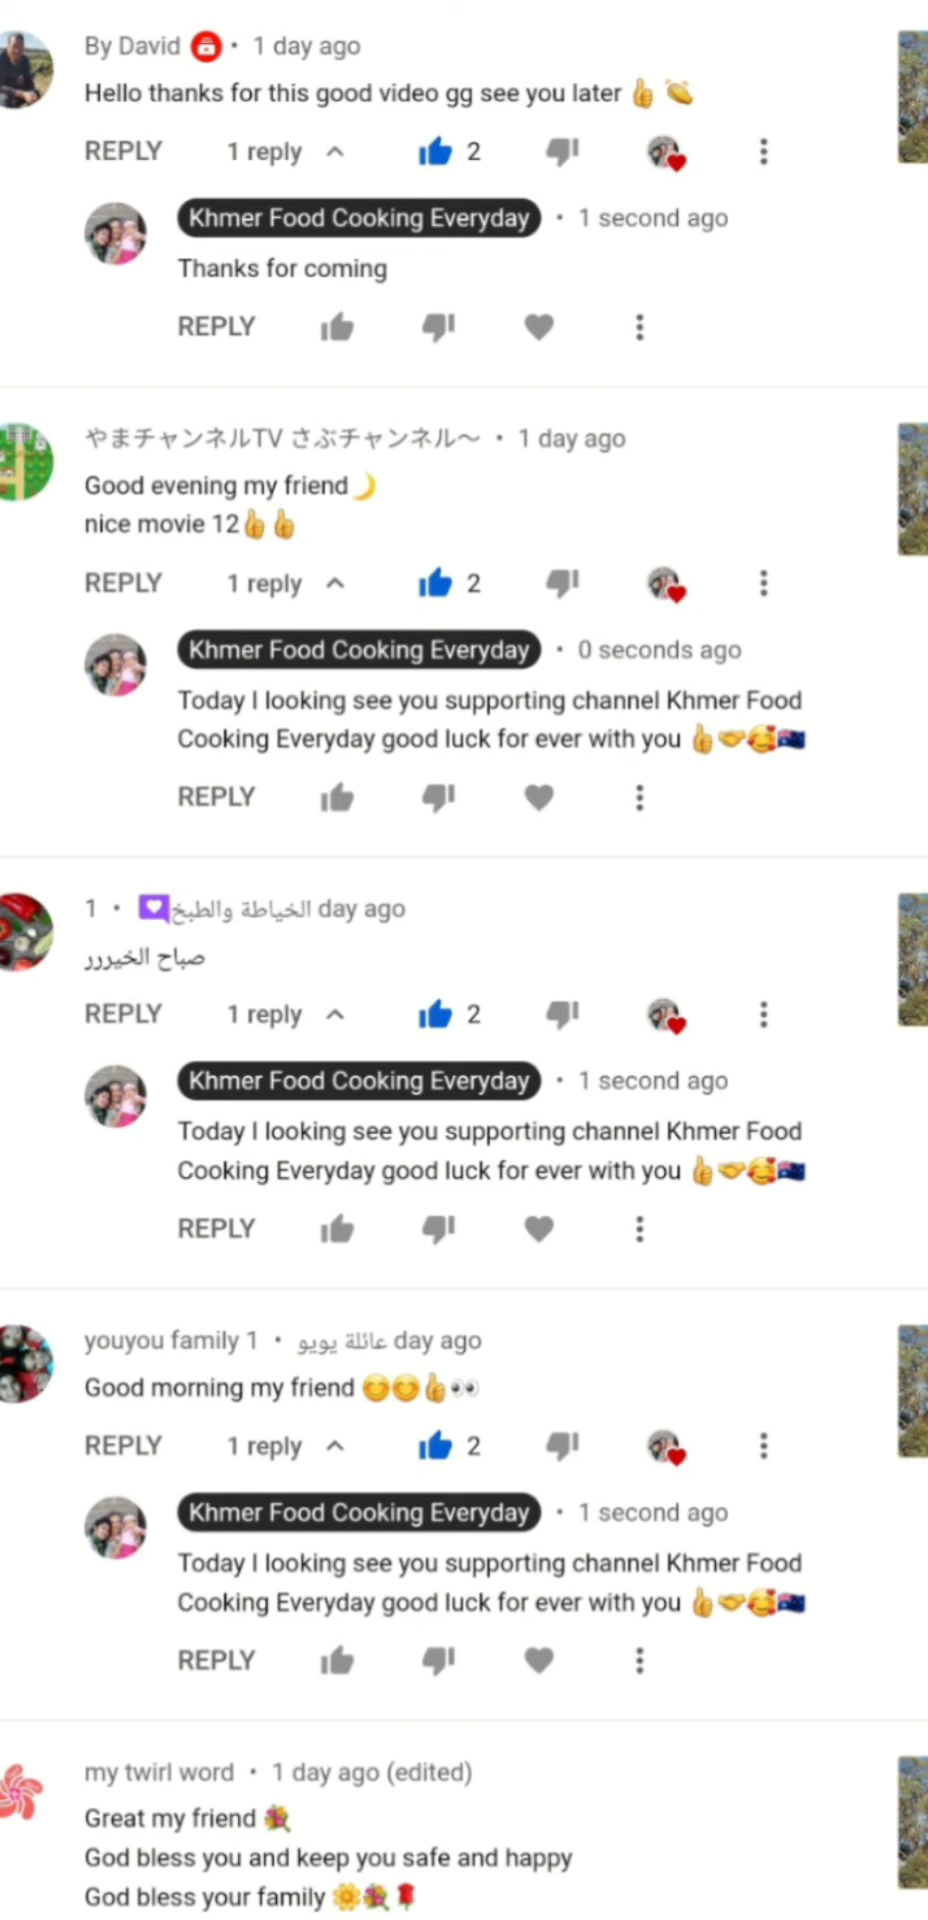 By David • 1 day ago
Hello thanks for this good video gg see you later 👍 👏
REPLY 1 reply 2
Khmer Food Cooking Everyday • 1 second ago
Thanks for coming
REPLY
やまチャンネルTV さぶチャンネル〜 • 1 day ago
Good evening my friend🌙
nice movie 12👍👍
REPLY 1 reply 2
Khmer Food Cooking Everyday • 0 seconds ago
Today I looking see you supporting channel Khmer Food
Cooking Everyday good luck for ever with you 👍🤝🥰🇦🇺
REPLY
1 • 💟الخياطة والطبخ day ago
صباح الخيررر
REPLY 1 reply 2
Khmer Food Cooking Everyday • 1 second ago
Today I looking see you supporting channel Khmer Food
Cooking Everyday good luck for ever with you 👍🤝🥰🇦🇺
REPLY
youyou family 1 • عائلة يويو day ago
Good morning my friend 😊😊👍👀
REPLY 1 reply 2
Khmer Food Cooking Everyday • 1 second ago
Today I looking see you supporting channel Khmer Food
Cooking Everyday good luck for ever with you 👍🤝🥰🇦🇺
REPLY
my twirl word • 1 day ago (edited)
Great my friend 💐
God bless you and keep you safe and happy
God bless your family 🌼💐🌹